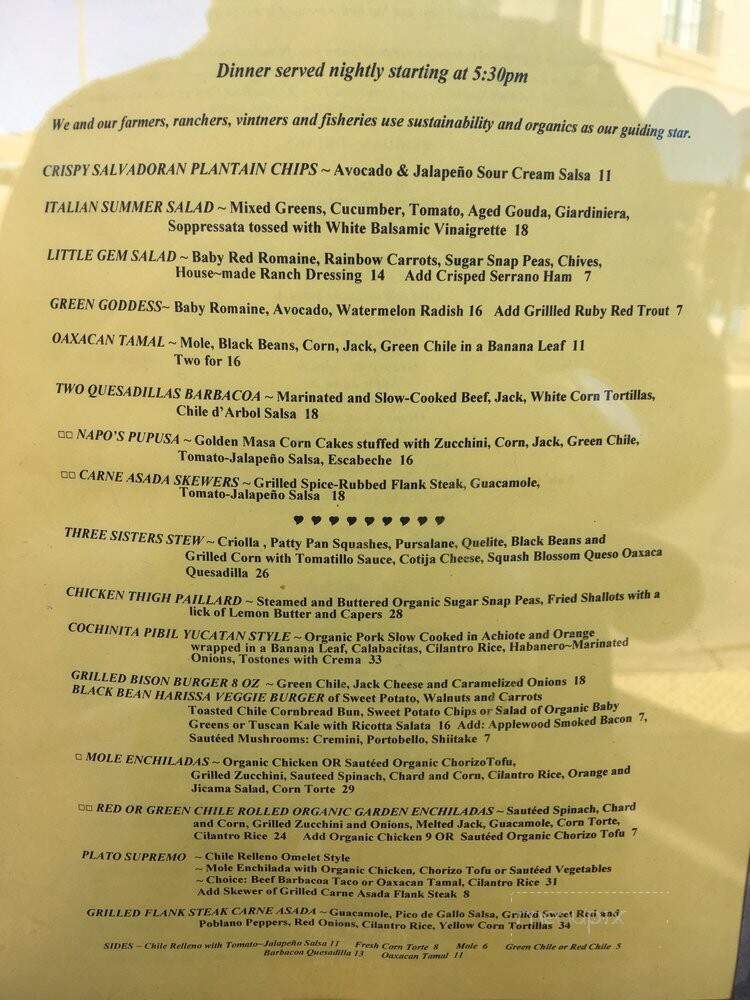 Dinner served nightly starting at 5:30pm
We and our farmers, ranchers, vintners and fisheries use sustainability and organics as our guiding star.
CRISPY SALVADORAN PLANTAIN CHIPS ~ Avocado & Jalapeño Sour Cream Salsa 11
ITALIAN SUMMER SALAD ~ Mixed Greens, Cucumber, Tomato, Aged Gouda, Giardiniera,
Soppressata tossed with White Balsamic Vinaigrette 18
LITTLE GEM SALAD ~ Baby Red Romaine, Rainbow Carrots, Sugar Snap Peas, Chives,
House~made Ranch Dressing 14 Add Crisped Serrano Ham 7
GREEN GODDESS~ Baby Romaine, Avocado, Watermelon Radish 16 Add Grillled Ruby Red Trout 7
OAXACAN TAMAL ~ Mole, Black Beans, Corn, Jack, Green Chile in a Banana Leaf 11
Two for 16
TWO QUESADILLAS BARBACOA ~ Marinated and Slow-Cooked Beef, Jack, White Corn Tortillas,
Chile d'Arbol Salsa 18
□□ NAPO'S PUPUSA ~ Golden Masa Corn Cakes stuffed with Zucchini, Corn, Jack, Green Chile,
Tomato-Jalapeño Salsa, Escabeche 16
□□ CARNE ASADA SKEWERS ~ Grilled Spice-Rubbed Flank Steak, Guacamole,
Tomato-Jalapeño Salsa 18
THREE SISTERS STEW ~ Criolla , Patty Pan Squashes, Pursalane, Quelite, Black Beans and
Grilled Corn with Tomatillo Sauce, Cotija Cheese, Squash Blossom Queso Oaxaca
Quesadilla 26
CHICKEN THIGH PAILLARD ~ Steamed and Buttered Organic Sugar Snap Peas, Fried Shallots with a
lick of Lemon Butter and Capers 28
COCHINITA PIBIL YUCATAN STYLE ~ Organic Pork Slow Cooked in Achiote and Orange
wrapped in a Banana Leaf, Calabacitas, Cilantro Rice, Habanero~Marinated
Onions, Tostones with Crema 33
GRILLED BISON BURGER 8 OZ ~ Green Chile, Jack Cheese and Caramelized Onions 18
BLACK BEAN HARISSA VEGGIE BURGER of Sweet Potato, Walnuts and Carrots
Toasted Chile Cornbread Bun, Sweet Potato Chips or Salad of Organic Baby
Greens or Tuscan Kale with Ricotta Salata 16 Add: Applewood Smoked Bacon 7,
Sautéed Mushrooms: Cremini, Portobello, Shiitake 7
□ MOLE ENCHILADAS ~ Organic Chicken OR Sautéed Organic ChorizoTofu,
Grilled Zucchini, Sauteed Spinach, Chard and Corn, Cilantro Rice, Orange and
Jicama Salad, Corn Torte 29
□□ RED OR GREEN CHILE ROLLED ORGANIC GARDEN ENCHILADAS ~ Sautéed Spinach, Chard
and Corn, Grilled Zucchini and Onions, Melted Jack, Guacamole, Corn Torte,
Cilantro Rice 24 Add Organic Chicken 9 OR Sautéed Organic Chorizo Tofu 7
PLATO SUPREMO ~ Chile Relleno Omelet Style
~ Mole Enchilada with Organic Chicken, Chorizo Tofu or Sautéed Vegetables
~ Choice: Beef Barbacoa Taco or Oaxacan Tamal, Cilantro Rice 31
Add Skewer of Grilled Carne Asada Flank Steak 8
GRILLED FLANK STEAK CARNE ASADA ~ Guacamole, Pico de Gallo Salsa, Grilled Sweet Red and
Poblano Peppers, Red Onions, Cilantro Rice, Yellow Corn Tortillas 34
SIDES ~ Chile Relleno with Tomato~Jalapeño Salsa 11 Fresh Corn Torte 8 Mole 6 Green Chile or Red Chile 5
Barbacoa Quesadilla 13 Oaxacan Tamal 11